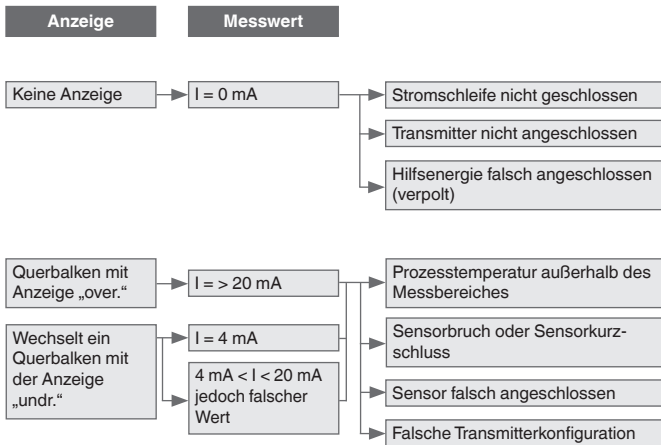 Anzeige
Messwert
Keine Anzeige
I = 0 mA
Stromschleife nicht geschlossen
Transmitter nicht angeschlossen
Hilfsenergie falsch angeschlossen
(verpolt)
Querbalken mit
Anzeige „over.“
I = > 20 mA
Prozesstemperatur außerhalb des
Messbereiches
Wechselt ein
Querbalken mit
der Anzeige
„undr.“
I = 4 mA
4 mA < I < 20 mA
jedoch falscher
Wert
Sensorbruch oder Sensorkurz-
schluss
Sensor falsch angeschlossen
Falsche Transmitterkonfiguration